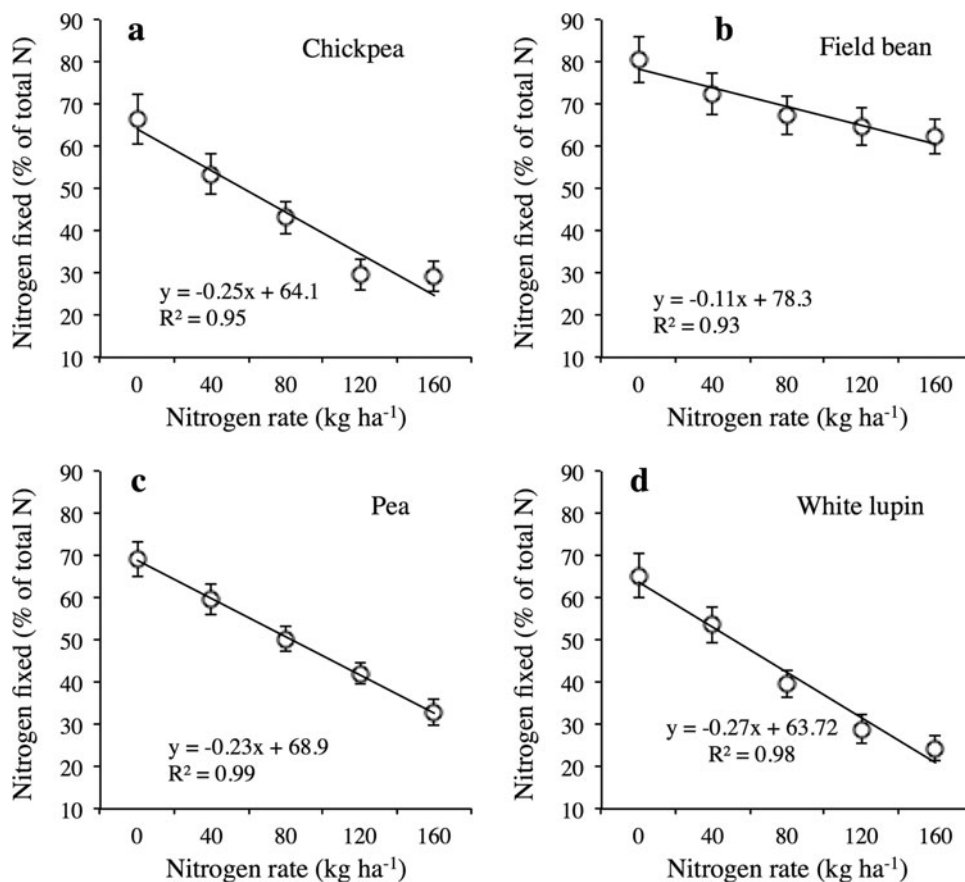 a
Chickpea
Nitrogen fixed (% of total N)
90
80
70
60
50
40
30
20
10
y = -0.25x + 64.1
R² = 0.95
0 40 80 120 160
Nitrogen rate (kg ha⁻¹)
b
Field bean
Nitrogen fixed (% of total N)
90
80
70
60
50
40
30
20
10
y = -0.11x + 78.3
R² = 0.93
0 40 80 120 160
Nitrogen rate (kg ha⁻¹)
c
Pea
Nitrogen fixed (% of total N)
90
80
70
60
50
40
30
20
10
y = -0.23x + 68.9
R² = 0.99
0 40 80 120 160
Nitrogen rate (kg ha⁻¹)
d
White lupin
Nitrogen fixed (% of total N)
90
80
70
60
50
40
30
20
10
y = -0.27x + 63.72
R² = 0.98
0 40 80 120 160
Nitrogen rate (kg ha⁻¹)